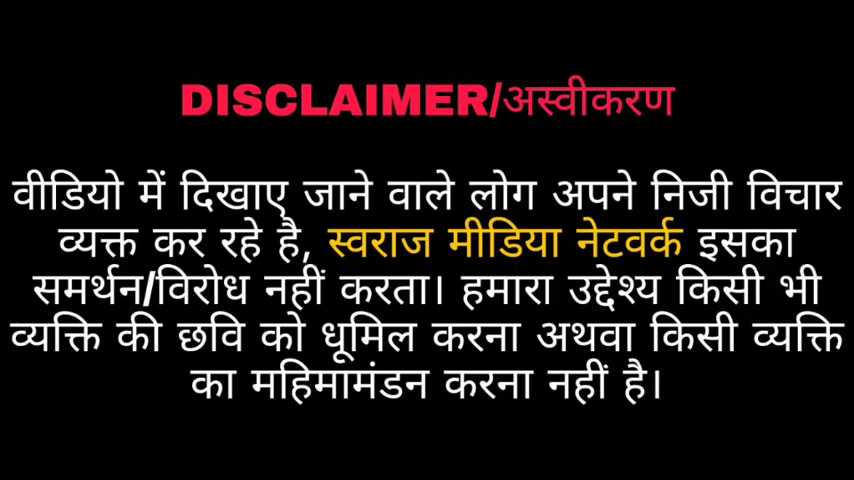 DISCLAIMER/अस्वीकरण
वीडियो में दिखाए जाने वाले लोग अपने निजी विचार
व्यक्त कर रहे है, स्वराज मीडिया नेटवर्क इसका
समर्थन/विरोध नहीं करता। हमारा उद्देश्य किसी भी
व्यक्ति की छवि को धूमिल करना अथवा किसी व्यक्ति
का महिमामंडन करना नहीं है।